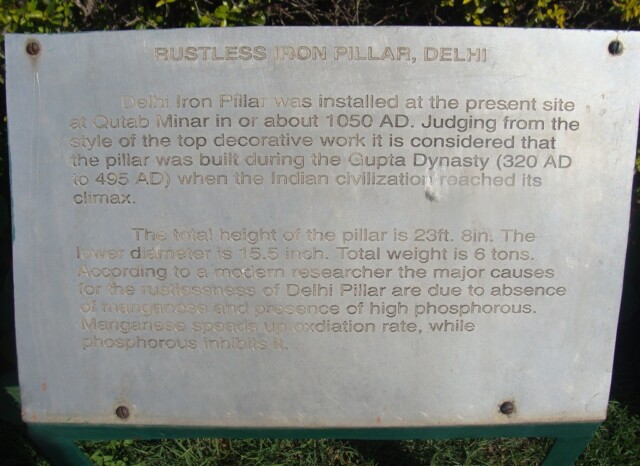 RUSTLESS IRON PILLAR, DELHI
Delhi Iron Pillar was installed at the present site
at Qutab Minar in or about 1050 AD. Judging from the
style of the top decorative work it is considered that
the pillar was built during the Gupta Dynasty (320 AD
to 495 AD) when the Indian civilization reached its
climax.
The total height of the pillar is 23ft. 8in. The
lower diameter is 15.5 inch. Total weight is 6 tons.
According to a modern researcher the major causes
for the rustlessness of Delhi Pillar are due to absence
of manganese and presence of high phosphorous.
Manganese speeds up oxdiation rate, while
phosphorous inhibits it.